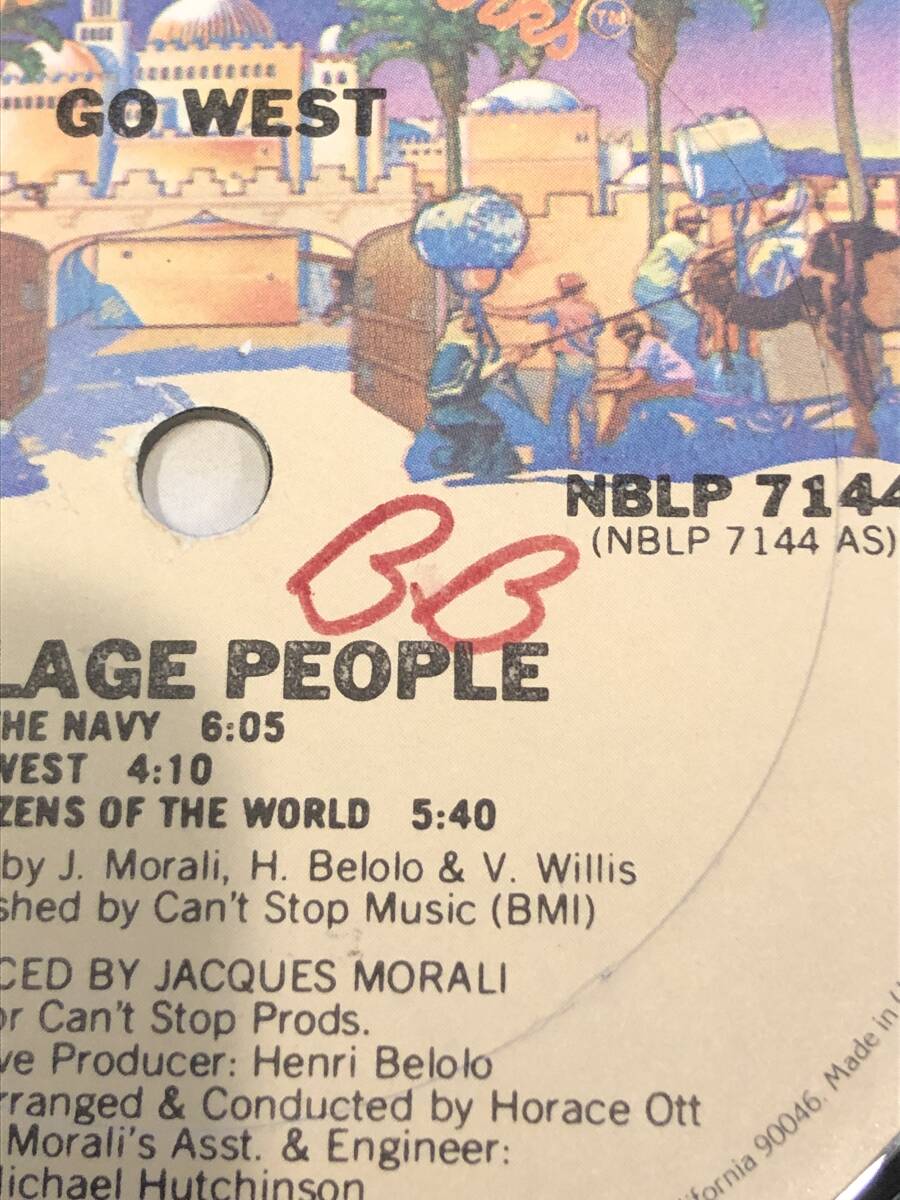 TM
GO WEST
NBLP 7144
(NBLP 7144 AS)
BB
LAGE PEOPLE
HE NAVY 6:05
WEST 4:10
ZENS OF THE WORLD 5:40
by J. Morali, H. Belolo & V. Willis
shed by Can't Stop Music (BMI)
CED BY JACQUES MORALI
or Can't Stop Prods.
ve Producer: Henri Belolo
rranged & Conducted by Horace Ott
Morali's Asst. & Engineer:
Michael Hutchinson
ifornia 90046. Made in U